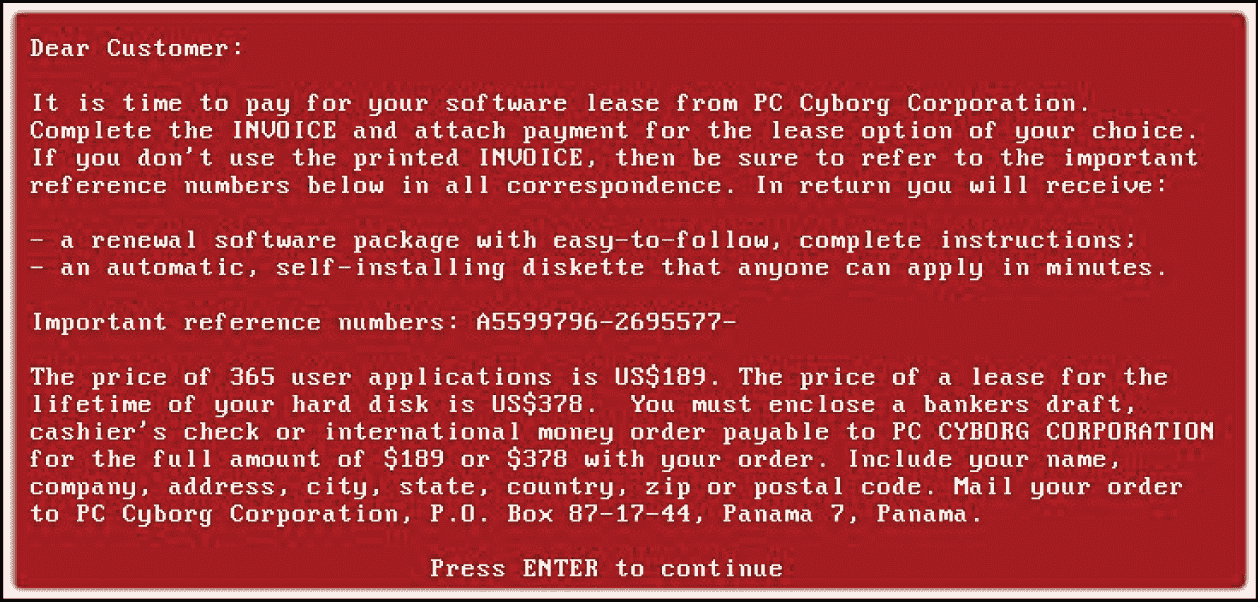 Dear Customer:
It is time to pay for your software lease from PC Cyborg Corporation.
Complete the INVOICE and attach payment for the lease option of your choice.
If you don't use the printed INVOICE, then be sure to refer to the important
reference numbers below in all correspondence. In return you will receive:
- a renewal software package with easy-to-follow, complete instructions;
- an automatic, self-installing diskette that anyone can apply in minutes.
Important reference numbers: A5599796-2695577-
The price of 365 user applications is US$189. The price of a lease for the
lifetime of your hard disk is US$378.  You must enclose a bankers draft,
cashier's check or international money order payable to PC CYBORG CORPORATION
for the full amount of $189 or $378 with your order. Include your name,
company, address, city, state, country, zip or postal code. Mail your order
to PC Cyborg Corporation, P.O. Box 87-17-44, Panama 7, Panama.
Press ENTER to continue